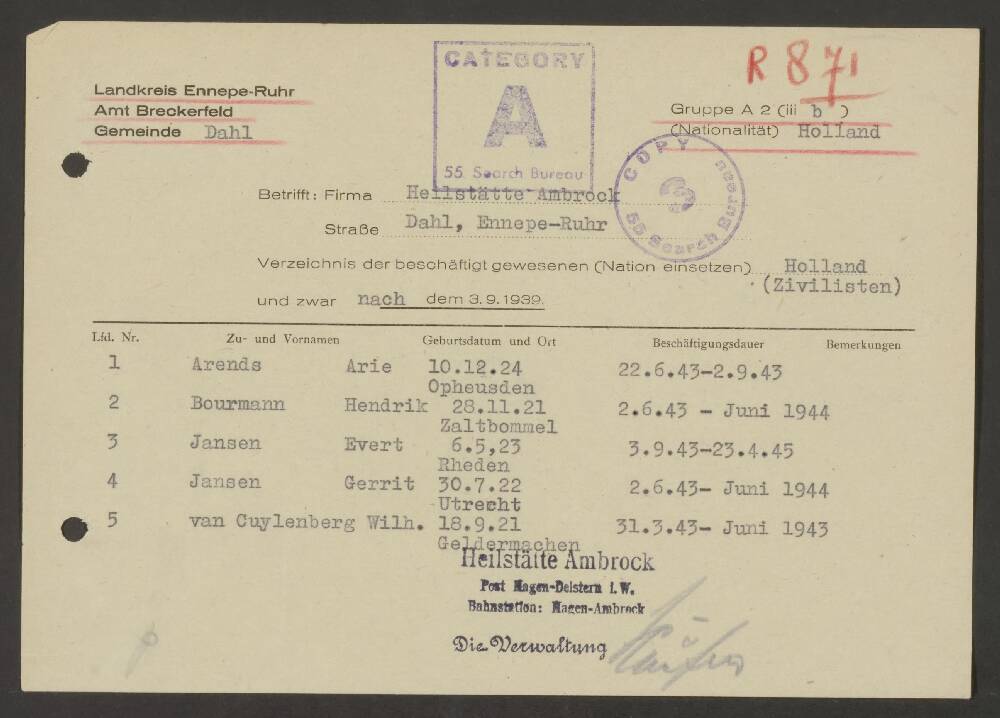 CATEGORY
A
55 Search Bureau
R 871
Landkreis Ennepe-Ruhr
Amt Breckerfeld
Gemeinde Dahl
Gruppe A 2 (iii b )
(Nationalität) Holland
COPY
55 Search Bureau
Betrifft: Firma Heilstätte Ambrock
Straße Dahl, Ennepe-Ruhr
Verzeichnis der beschäftigt gewesenen (Nation einsetzen) Holland
(Zivilisten)
und zwar nach dem 3.9.1939.
Lfd. Nr. Zu- und Vornamen Geburtsdatum und Ort Beschäftigungsdauer Bemerkungen
1 Arends Arie 10.12.24 22.6.43-2.9.43
Opheusden
2 Bourmann Hendrik 28.11.21 2.6.43 - Juni 1944
Zaltbommel
3 Jansen Evert 6.5,23 3.9.43-23.4.45
Rheden
4 Jansen Gerrit 30.7.22 2.6.43- Juni 1944
Utrecht
5 van Cuylenberg Wilh. 18.9.21 31.3.43- Juni 1943
Geldermachen
Heilstätte Ambrock
Post Hagen-Delstern i. W.
Bahnstation: Hagen-Ambrock
Die Verwaltung